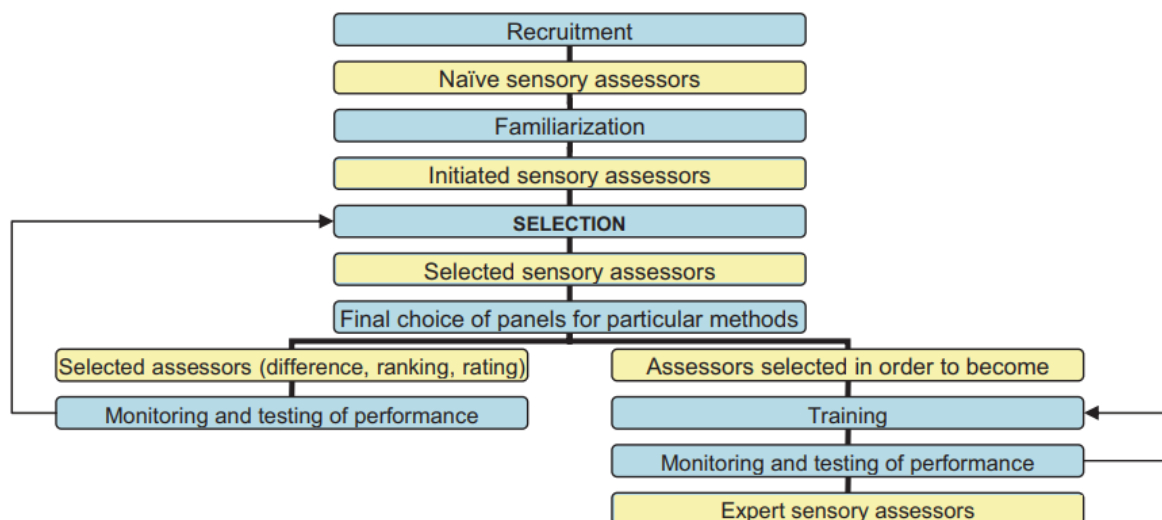 Recruitment
Naïve sensory assessors
Familiarization
Initiated sensory assessors
SELECTION
Selected sensory assessors
Final choice of panels for particular methods
Selected assessors (difference, ranking, rating)
Assessors selected in order to become
Monitoring and testing of performance
Training
Monitoring and testing of performance
Expert sensory assessors